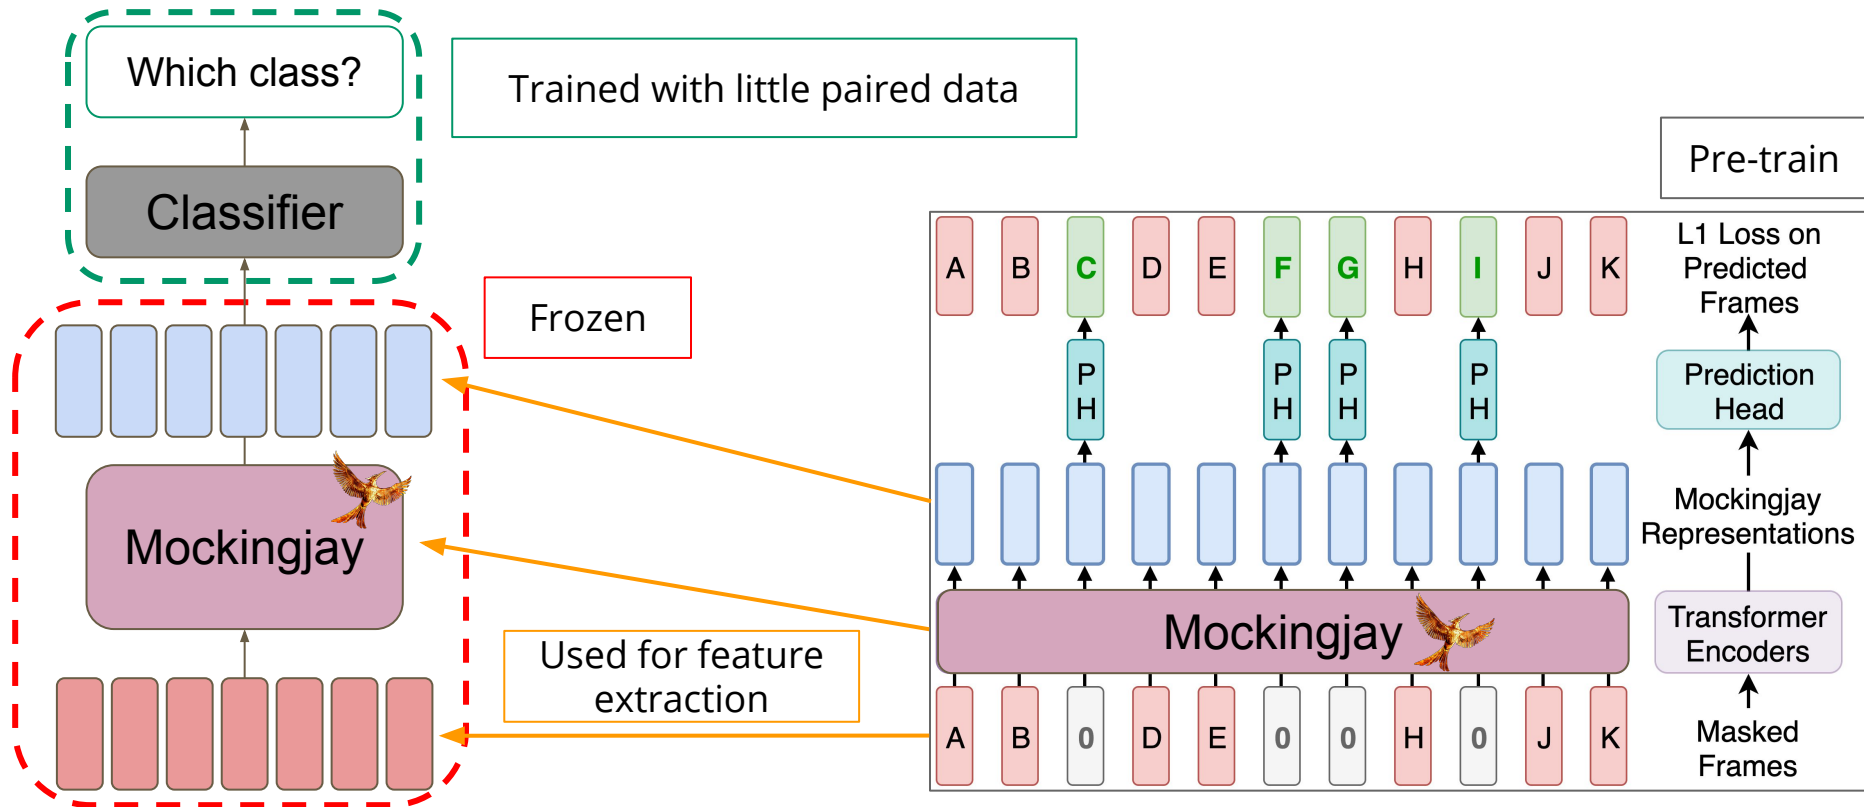 Which class?
Classifier
Trained with little paired data
Frozen
Mockingjay
Used for feature
extraction
Pre-train
A B C D E F G H I J K
L1 Loss on
Predicted
Frames
P P P P
H H H H
Prediction
Head
Mockingjay
Representations
Mockingjay
Transformer
Encoders
A B 0 D E 0 0 H 0 J K
Masked
Frames